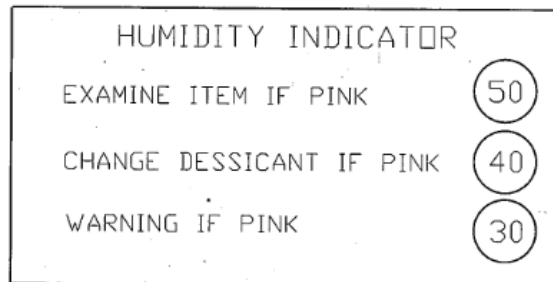 HUMIDITY INDICATOR
EXAMINE ITEM IF PINK 50
CHANGE DESSICANT IF PINK 40
WARNING IF PINK 30